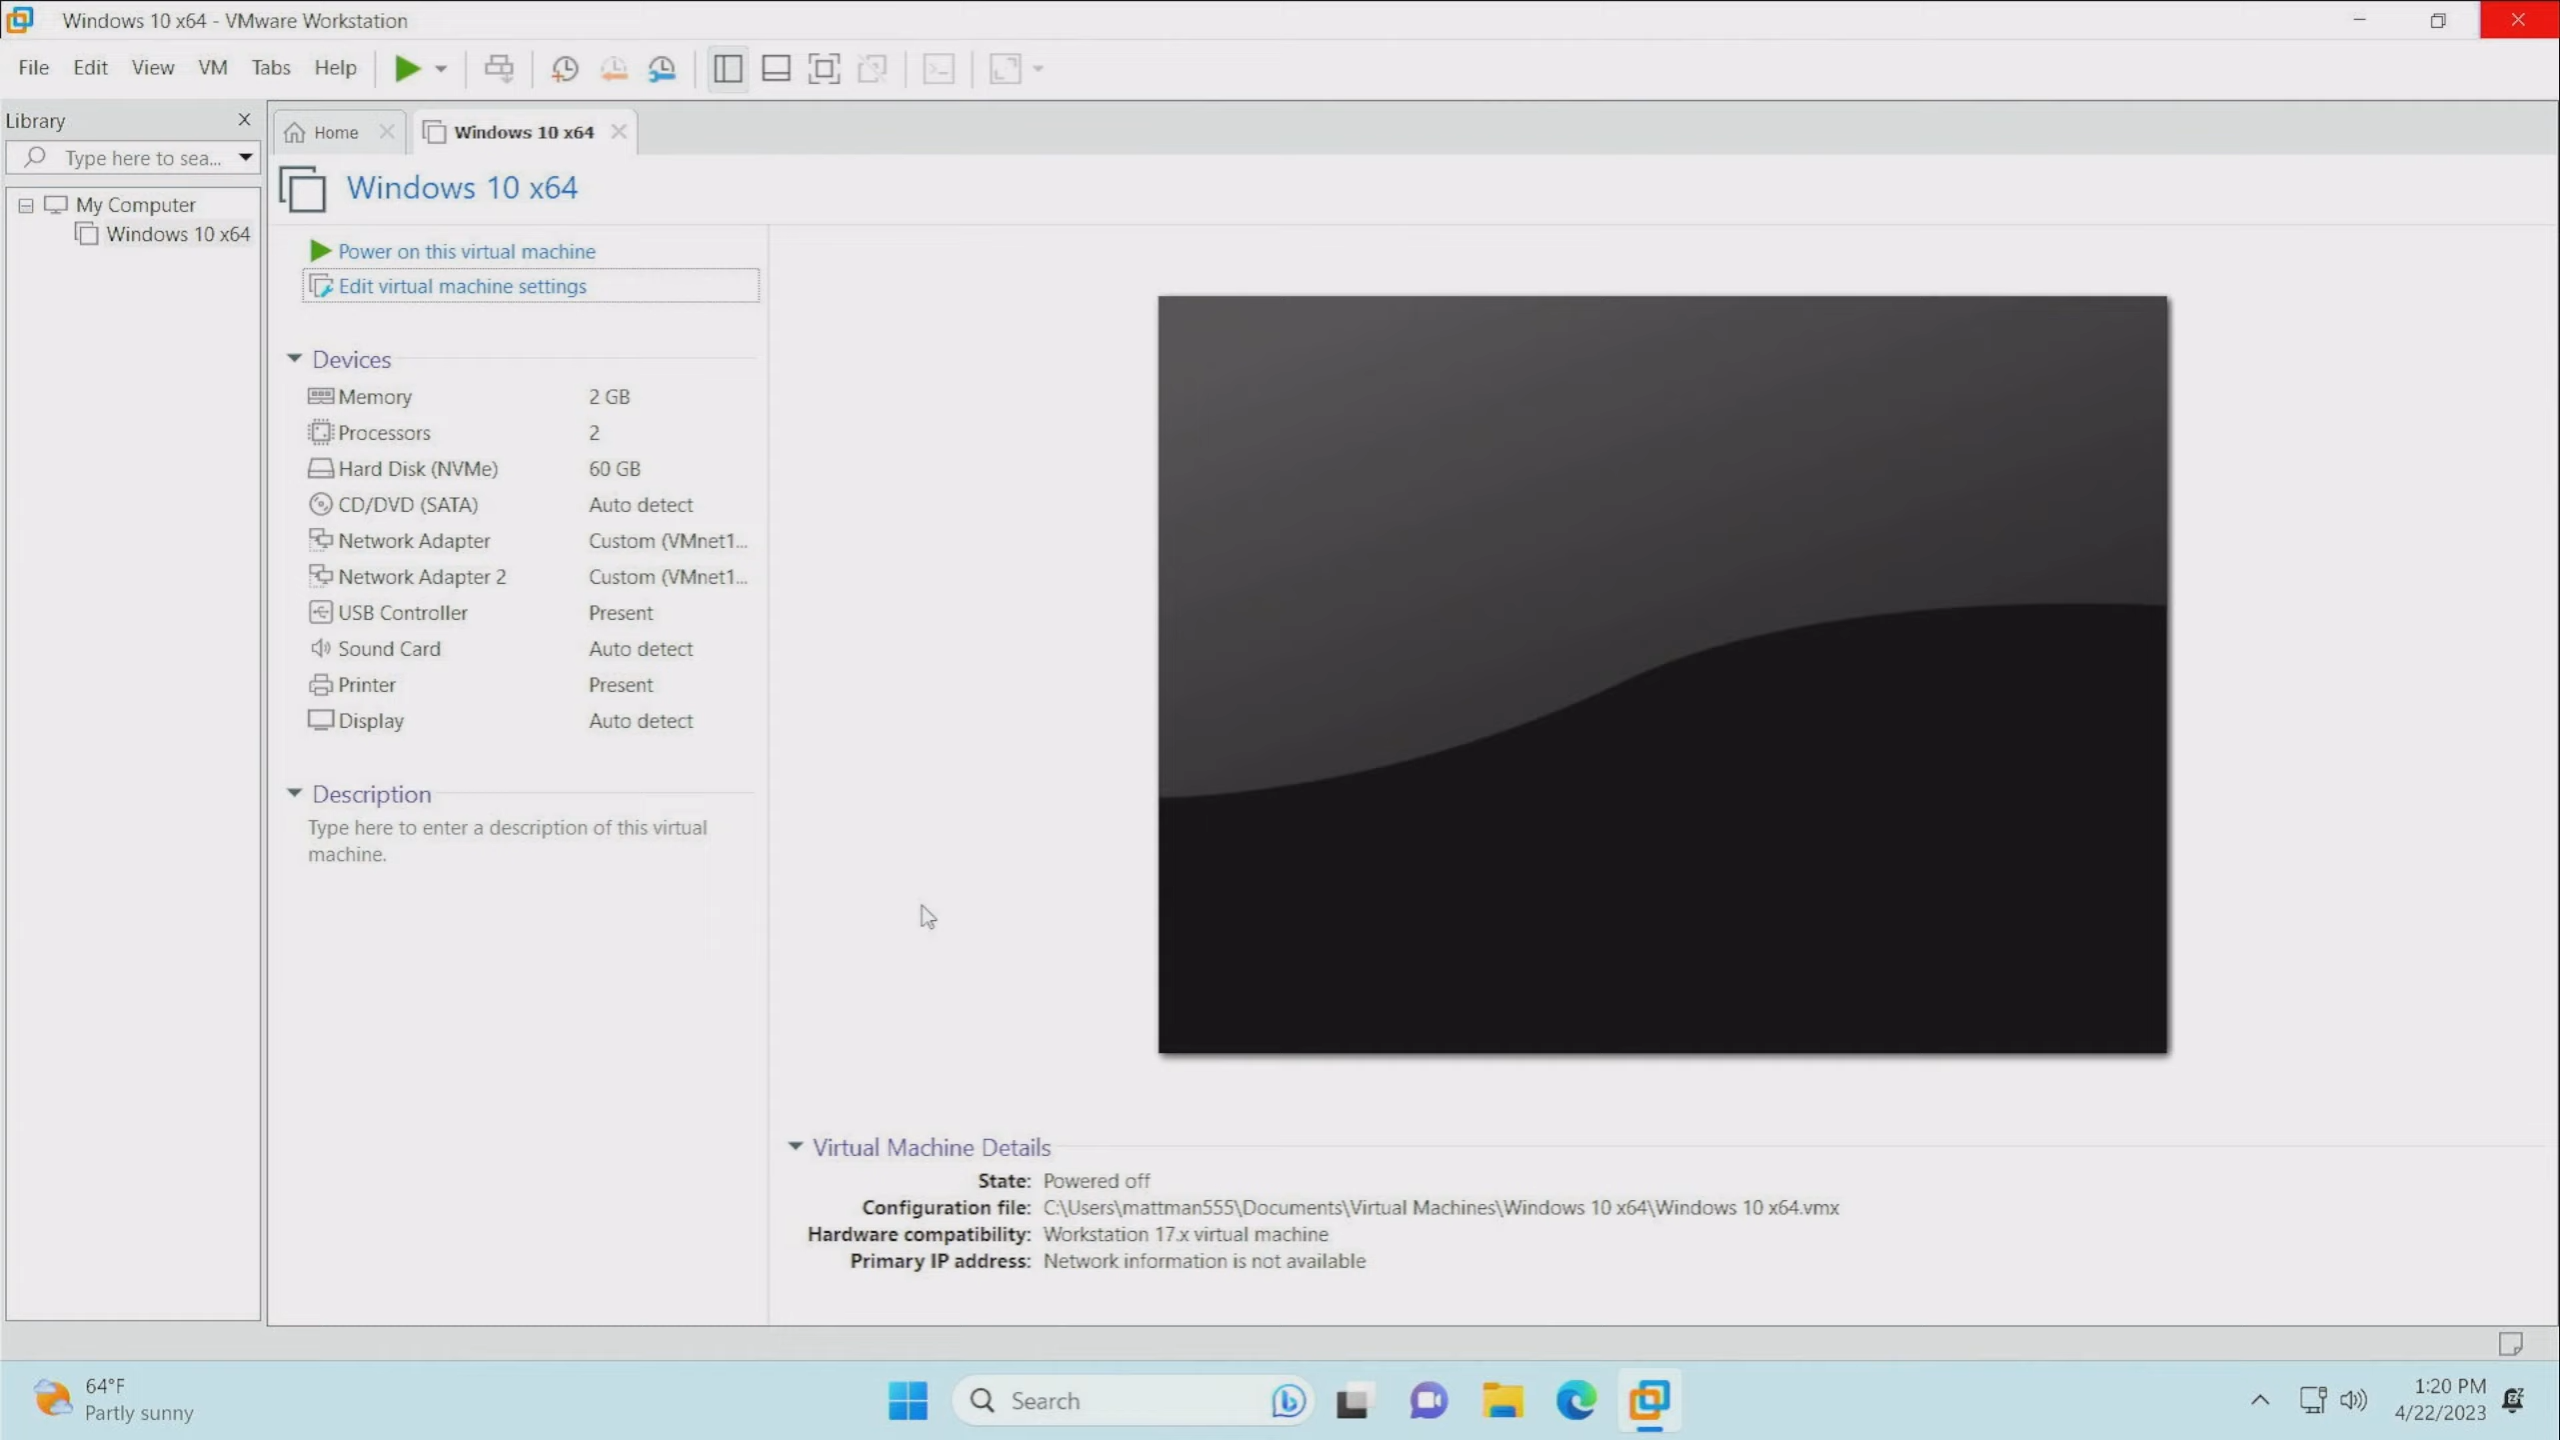 Windows 10 x64 - VMware Workstation
File Edit View VM Tabs Help
Library
Type here to sea...
My Computer
Windows 10 x64
Home
Windows 10 x64
Windows 10 x64
Power on this virtual machine
Edit virtual machine settings
Devices
Memory 2 GB
Processors 2
Hard Disk (NVMe) 60 GB
CD/DVD (SATA) Auto detect
Network Adapter Custom (VMnet1...
Network Adapter 2 Custom (VMnet1...
USB Controller Present
Sound Card Auto detect
Printer Present
Display Auto detect
Description
Type here to enter a description of this virtual
machine.
Virtual Machine Details
State: Powered off
Configuration file: C:\Users\mattman555\Documents\Virtual Machines\Windows 10 x64\Windows 10 x64.vmx
Hardware compatibility: Workstation 17.x virtual machine
Primary IP address: Network information is not available
64°F
Partly sunny
Search
1:20 PM
4/22/2023